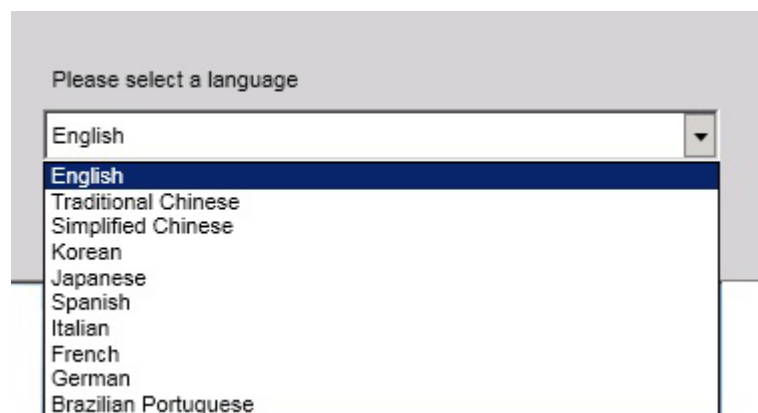 Please select a language
English
English
Traditional Chinese
Simplified Chinese
Korean
Japanese
Spanish
Italian
French
German
Brazilian Portuguese